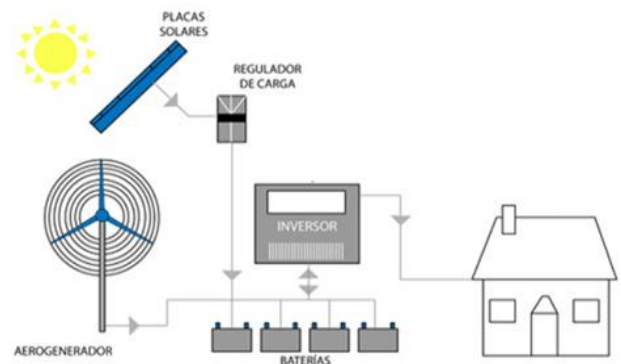 PLACAS
SOLARES
REGULADOR
DE CARGA
INVERSOR
AEROGENERADOR
BATERÍAS